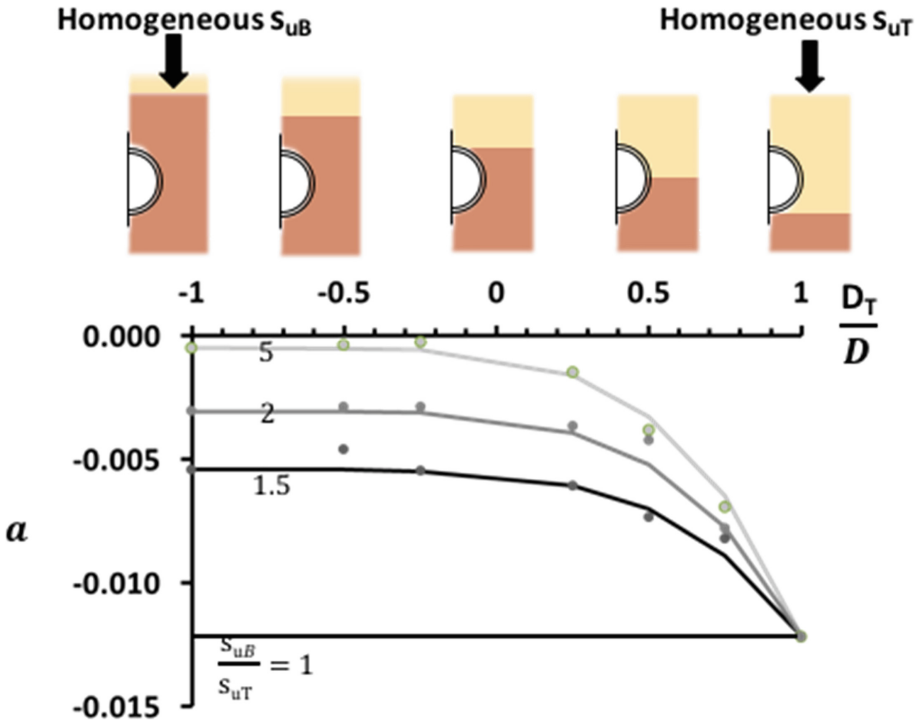 Homogeneous suB
Homogeneous suT
-1 -0.5 0 0.5 1
DT
D
0.000
5
2
-0.005
1.5
a
-0.010
suB
suT
= 1
-0.015